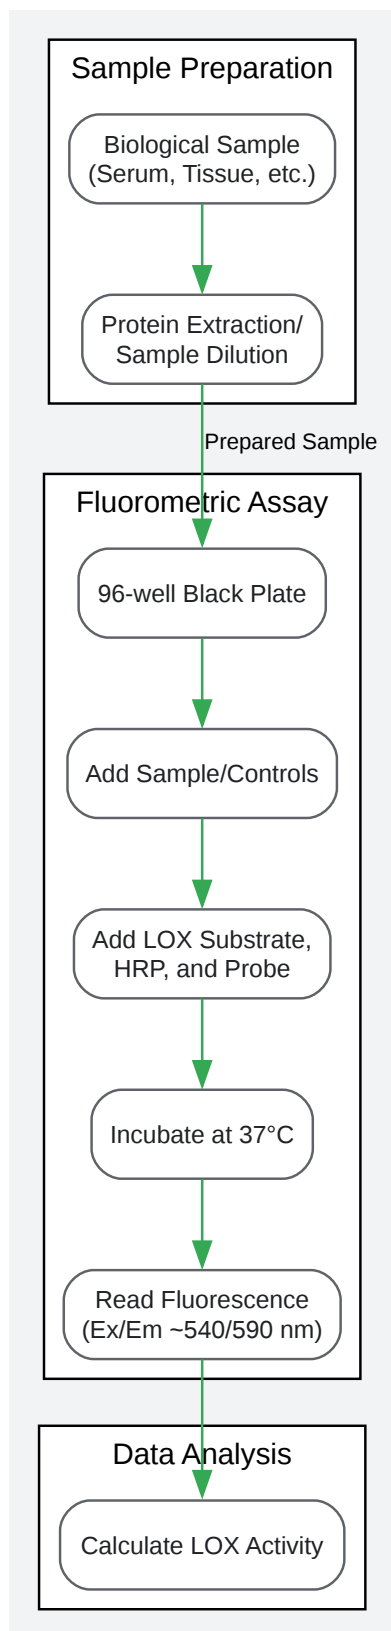 Sample Preparation
Biological Sample
(Serum, Tissue, etc.)
Protein Extraction/
Sample Dilution
Prepared Sample
Fluorometric Assay
96-well Black Plate
Add Sample/Controls
Add LOX Substrate,
HRP, and Probe
Incubate at 37°C
Read Fluorescence
(Ex/Em ~540/590 nm)
Data Analysis
Calculate LOX Activity